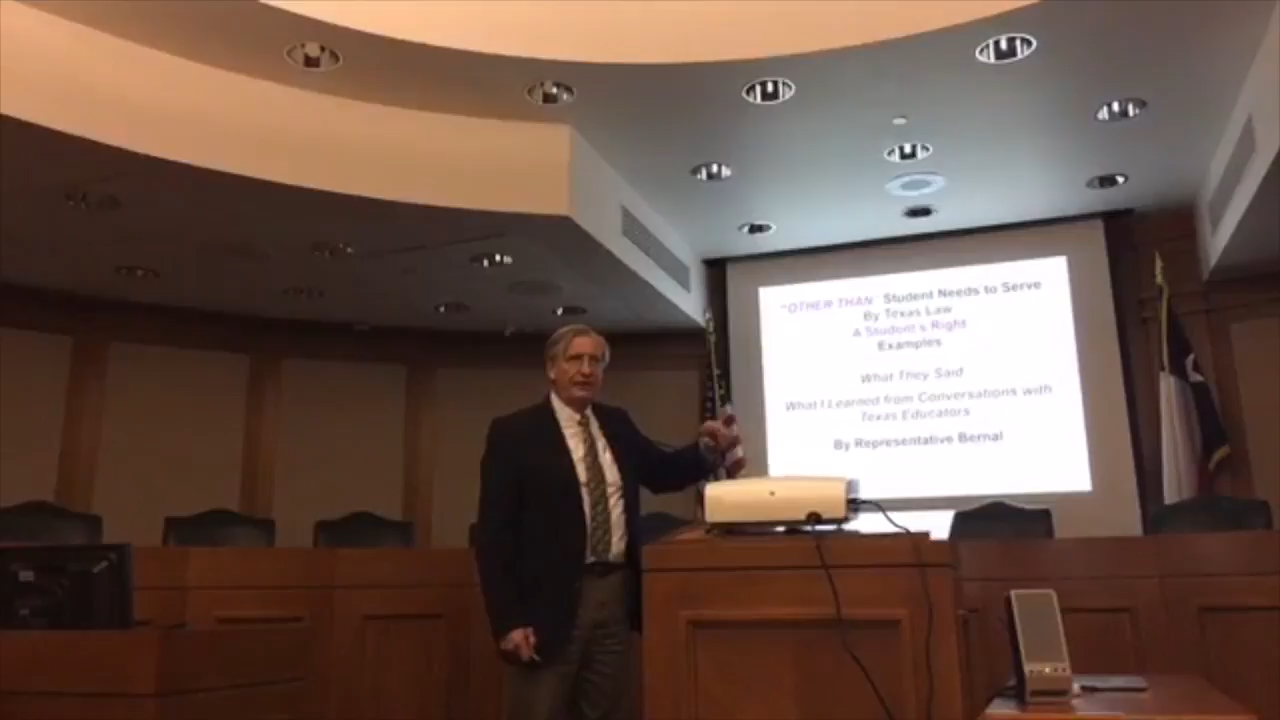 "OTHER THAN" Student Needs to Serve
By Texas Law
A Student's Right
Examples
What They Said
What I Learned from Conversations with
Texas Educators
By Representative Bernal